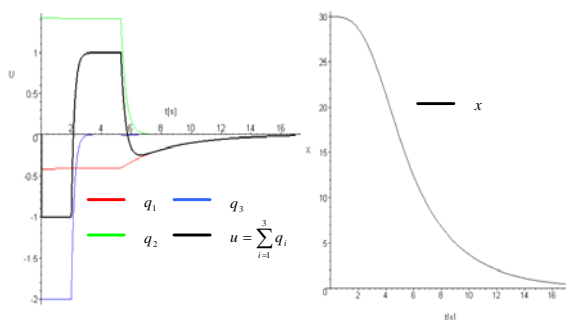 U
1
0.5
0
-0.5
-1
-1.5
-2
2 4 6 8 10 12 14 16
t[s]
q₁ q₃
q₂ u = \sum_{i=1}^{3} q_i
30
25
20
15
10
5
X
0 2 4 6 8 10 12 14 16
t[s]
x